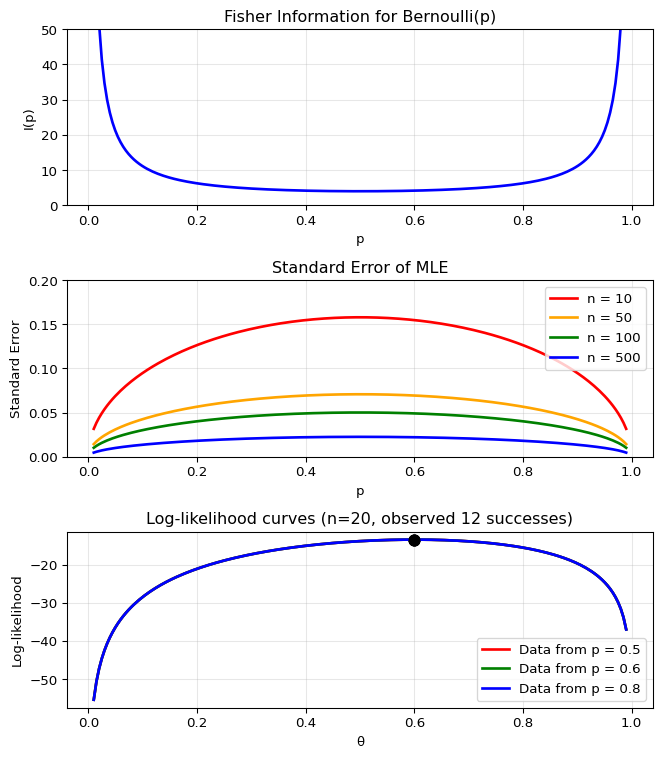 Fisher Information for Bernoulli(p)
50
40
30
20
10
0
I(p)
0.0 0.2 0.4 0.6 0.8 1.0
p
Standard Error of MLE
0.20
0.15
0.10
0.05
0.00
Standard Error
n = 10
n = 50
n = 100
n = 500
0.0 0.2 0.4 0.6 0.8 1.0
p
Log-likelihood curves (n=20, observed 12 successes)
−20
−30
−40
−50
Log-likelihood
Data from p = 0.5
Data from p = 0.6
Data from p = 0.8
0.0 0.2 0.4 0.6 0.8 1.0
θ